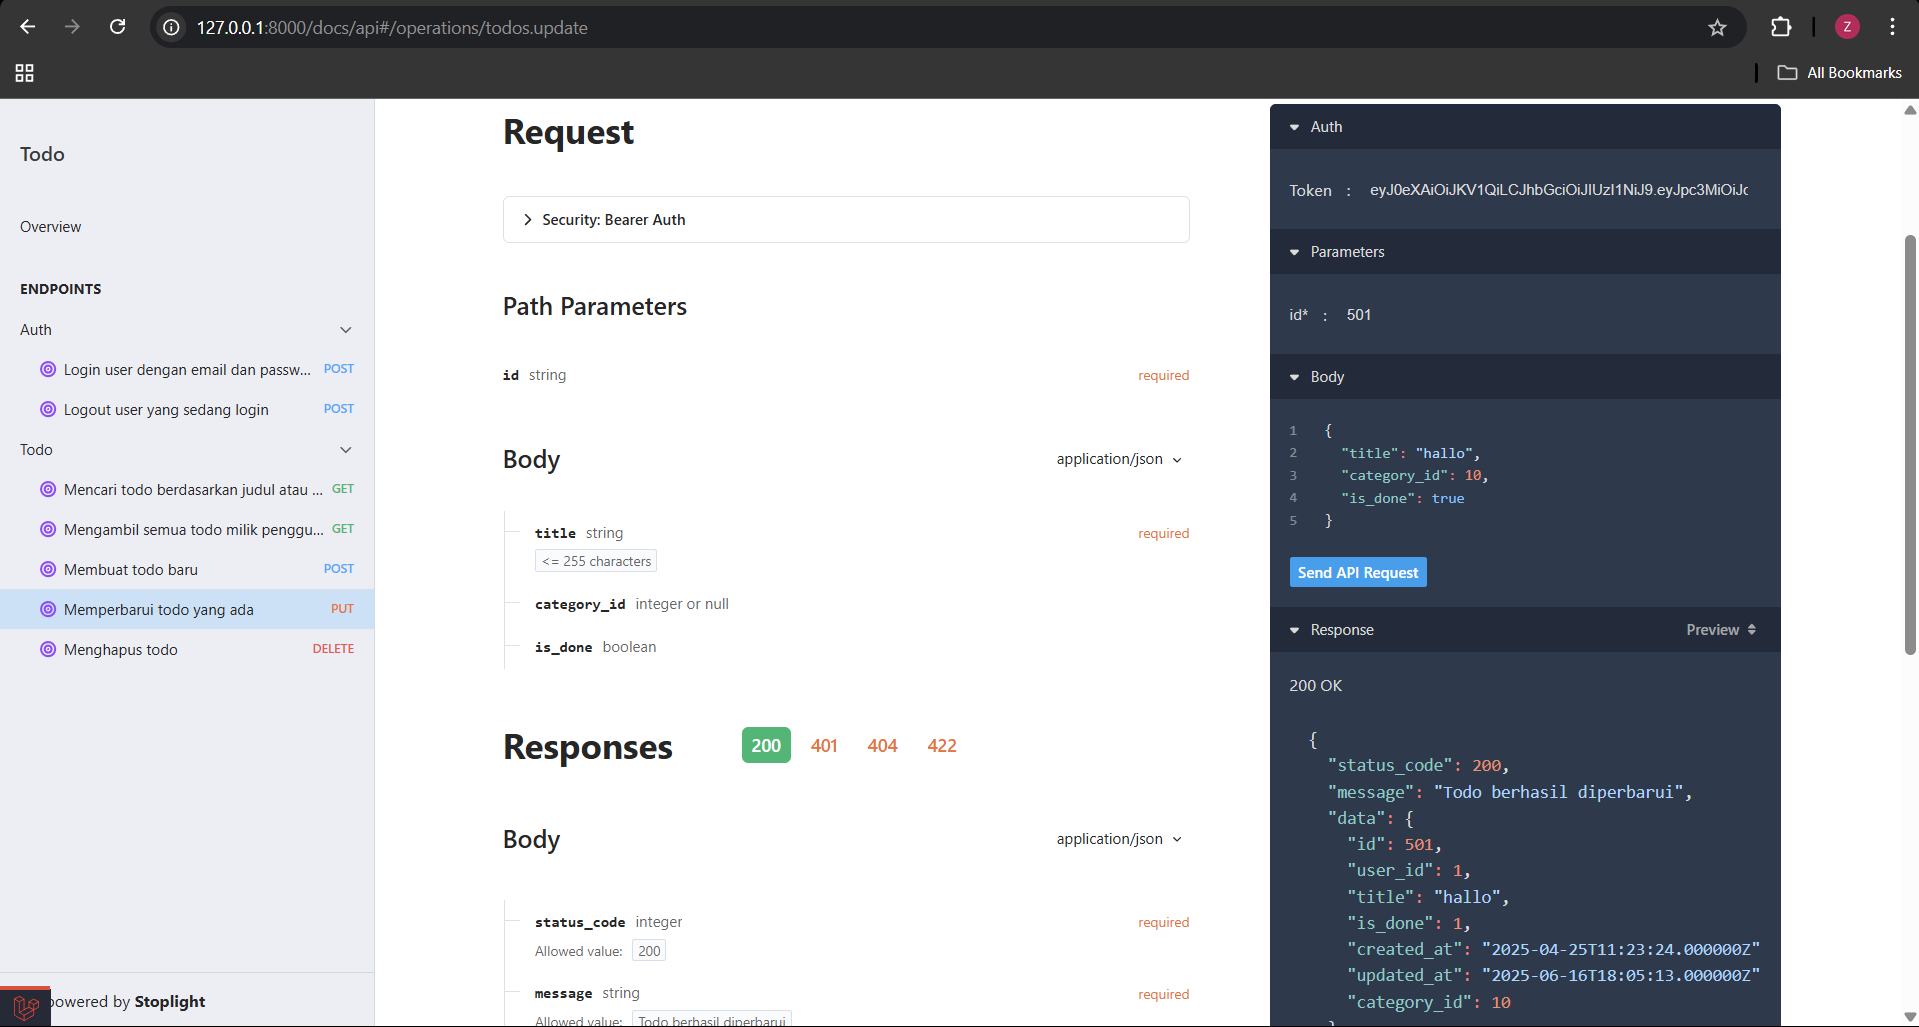 127.0.0.1:8000/docs/api#/operations/todos.update
Z
All Bookmarks
Todo
Overview
ENDPOINTS
Auth
Login user dengan email dan passw... POST
Logout user yang sedang login POST
Todo
Mencari todo berdasarkan judul atau ... GET
Mengambil semua todo milik penggu... GET
Membuat todo baru POST
Memperbarui todo yang ada PUT
Menghapus todo DELETE
powered by Stoplight
Request
Security: Bearer Auth
Path Parameters
id string required
Body application/json
title string required
<= 255 characters
category_id integer or null
is_done boolean
Responses 200 401 404 422
Body application/json
status_code integer required
Allowed value: 200
message string required
Allowed value: Todo berhasil diperbarui
Auth
Token : eyJ0eXAiOiJKV1QiLCJhbGciOiJIUzI1NiJ9.eyJpc3MiOiJc
Parameters
id* : 501
Body
1 {
2 "title": "hallo",
3 "category_id": 10,
4 "is_done": true
5 }
Send API Request
Response Preview
200 OK
{
"status_code": 200,
"message": "Todo berhasil diperbarui",
"data": {
"id": 501,
"user_id": 1,
"title": "hallo",
"is_done": 1,
"created_at": "2025-04-25T11:23:24.000000Z"
"updated_at": "2025-06-16T18:05:13.000000Z"
"category_id": 10
}